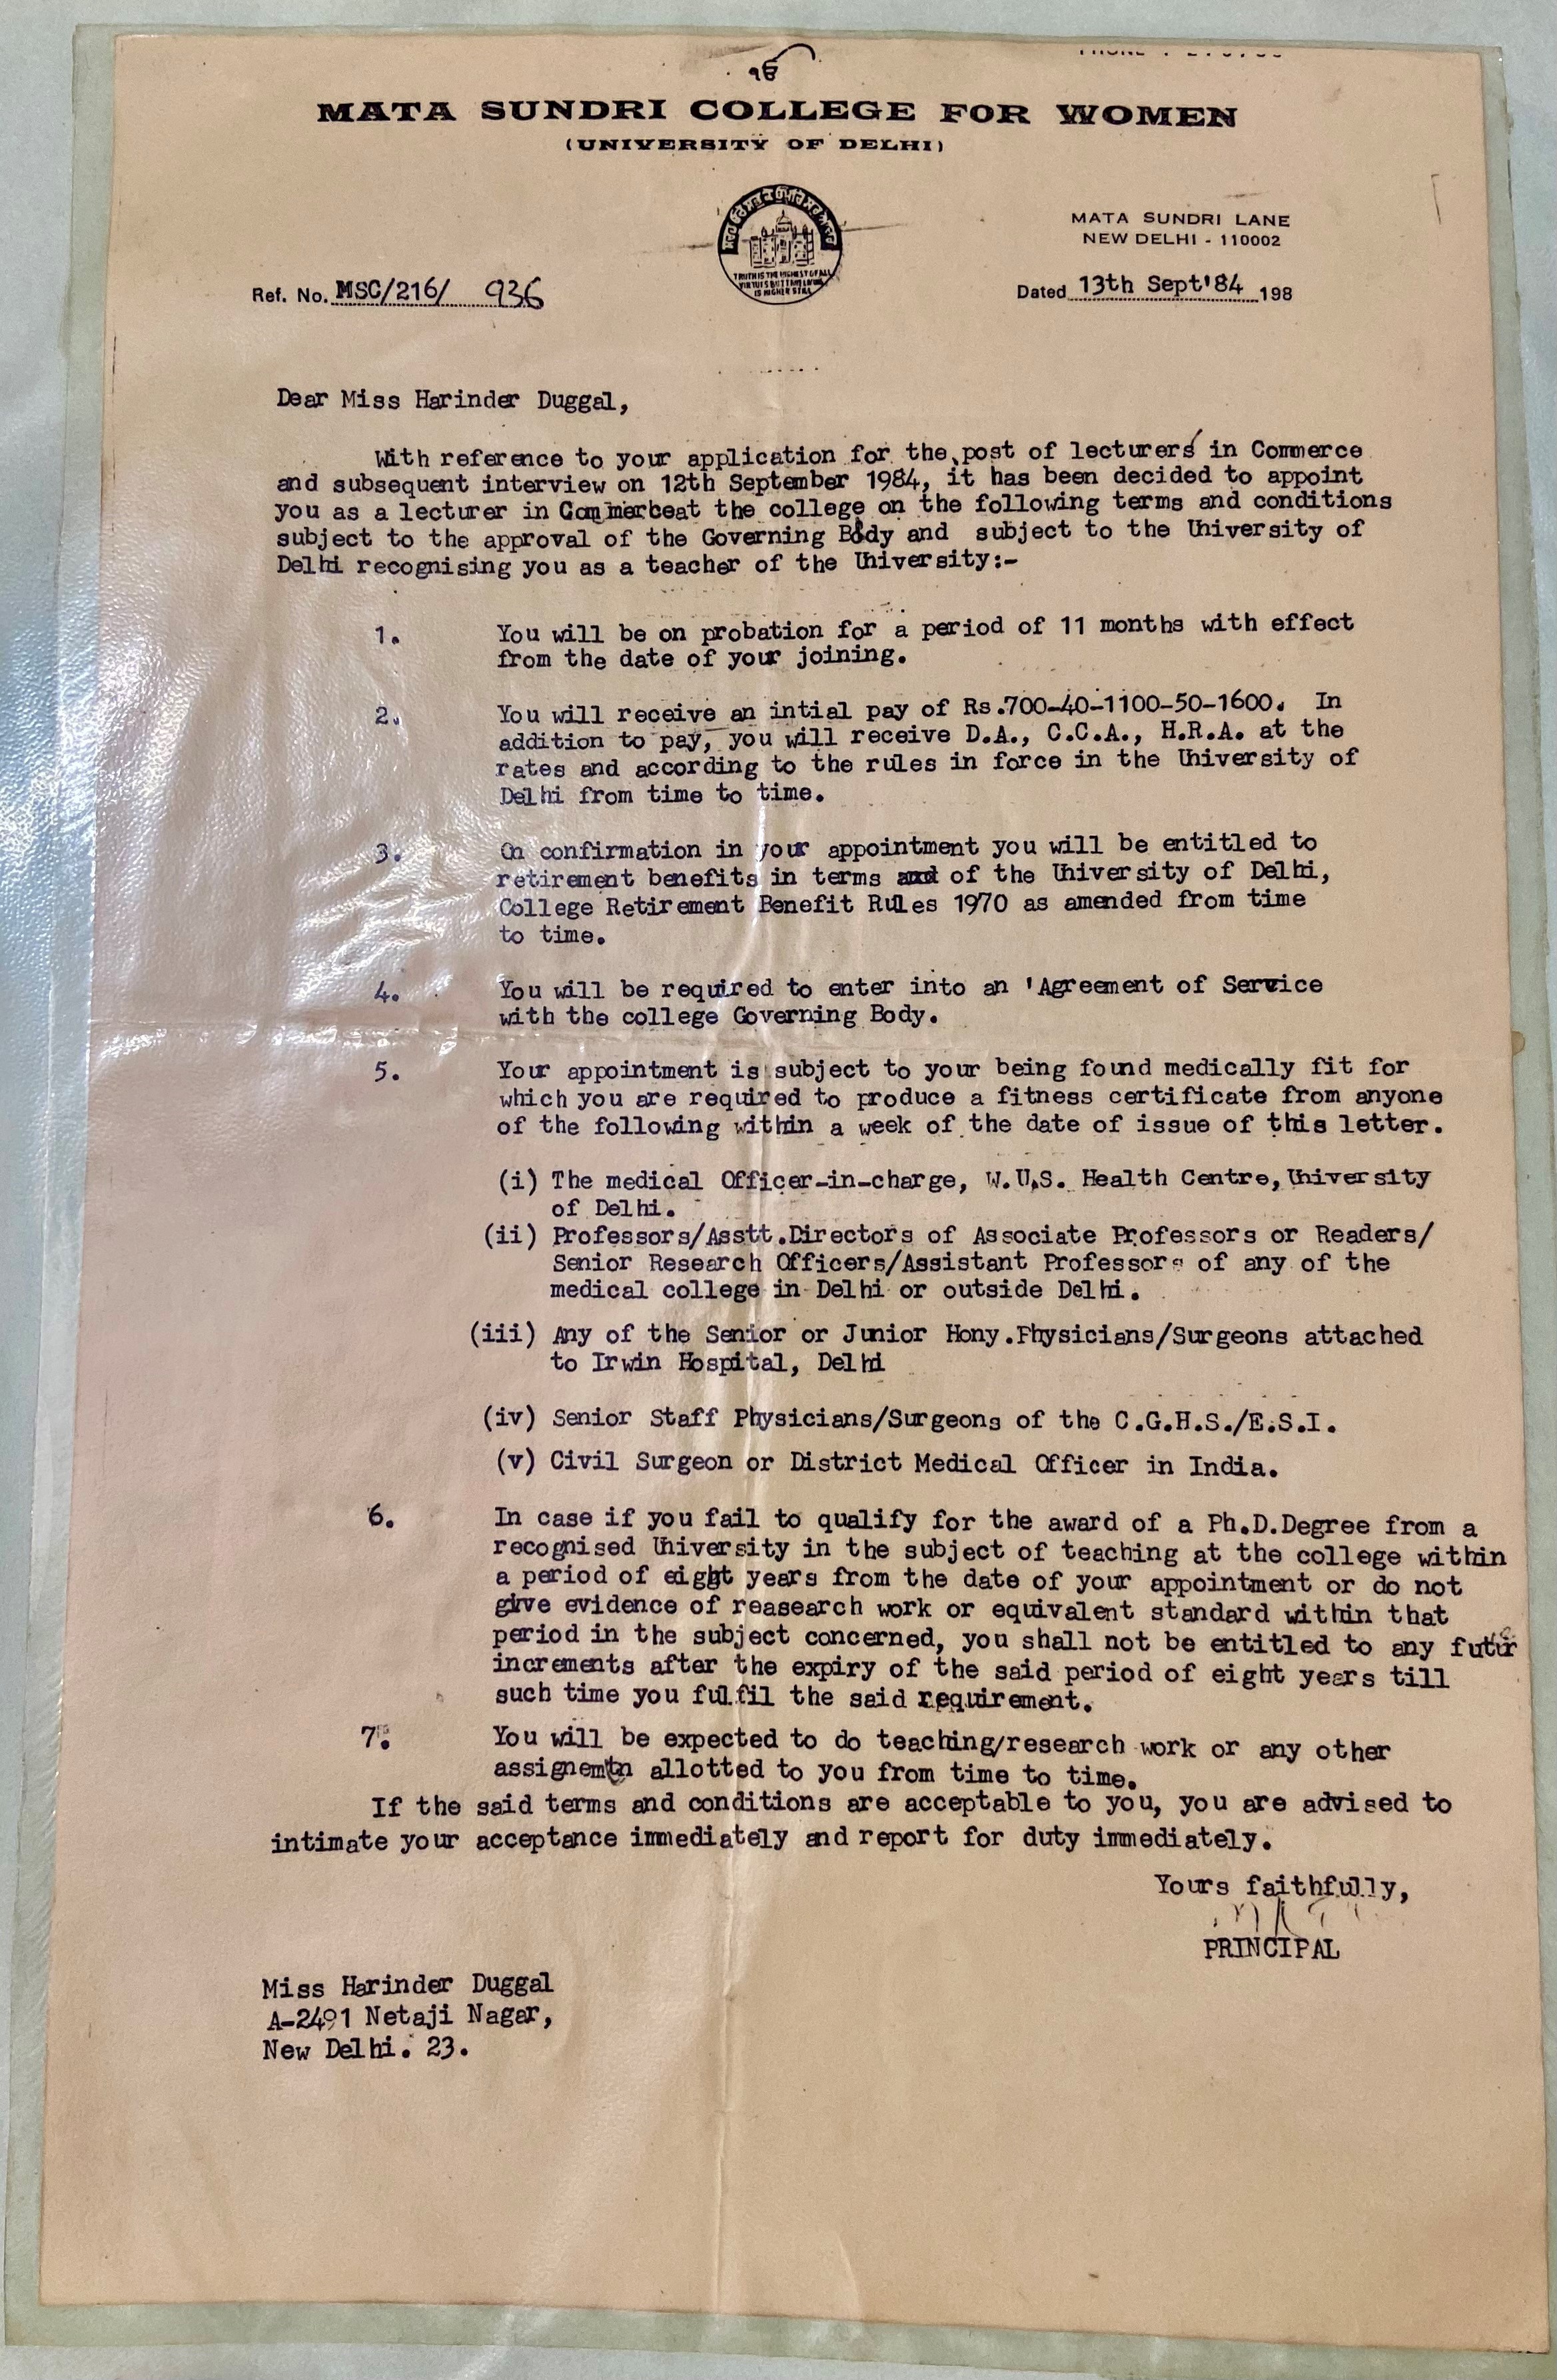 ੴ
MATA SUNDRI COLLEGE FOR WOMEN
(UNIVERSITY OF DELHI)
TRUTH IS THE HIGHEST OF ALL
VIRTUES BUT TRUE LIVING
IS HIGHER STILL
MATA SUNDRI LANE
NEW DELHI - 110002
Ref. No. MSC/216/ 936
Dated 13th Sept'84 198
Dear Miss Harinder Duggal,
With reference to your application for the post of lecturers in Commerce
and subsequent interview on 12th September 1984, it has been decided to appoint
you as a lecturer in Commerceat the college on the following terms and conditions
subject to the approval of the Governing Body and subject to the University of
Delhi recognising you as a teacher of the University:-
1. You will be on probation for a period of 11 months with effect
from the date of your joining.
2. You will receive an intial pay of Rs.700-40-1100-50-1600. In
addition to pay, you will receive D.A., C.C.A., H.R.A. at the
rates and according to the rules in force in the University of
Delhi from time to time.
3. On confirmation in your appointment you will be entitled to
retirement benefits in terms and of the University of Delhi,
College Retirement Benefit Rules 1970 as amended from time
to time.
4. You will be required to enter into an 'Agreement of Service
with the college Governing Body.
5. Your appointment is subject to your being found medically fit for
which you are required to produce a fitness certificate from anyone
of the following within a week of the date of issue of this letter.
(i) The medical Officer-in-charge, W.U.S. Health Centre, University
of Delhi.
(ii) Professors/Asstt.Directors of Associate Professors or Readers/
Senior Research Officers/Assistant Professors of any of the
medical college in Delhi or outside Delhi.
(iii) Any of the Senior or Junior Hony.Physicians/Surgeons attached
to Irwin Hospital, Delhi
(iv) Senior Staff Physicians/Surgeons of the C.G.H.S./E.S.I.
(v) Civil Surgeon or District Medical Officer in India.
6. In case if you fail to qualify for the award of a Ph.D.Degree from a
recognised University in the subject of teaching at the college within
a period of eight years from the date of your appointment or do not
give evidence of reasearch work or equivalent standard within that
period in the subject concerned, you shall not be entitled to any future
increments after the expiry of the said period of eight years till
such time you fulfil the said requirement.
7. You will be expected to do teaching/research work or any other
assignemtn allotted to you from time to time.
If the said terms and conditions are acceptable to you, you are advised to
intimate your acceptance immediately and report for duty immediately.
Yours faithfully,
PRINCIPAL
Miss Harinder Duggal
A-2491 Netaji Nagar,
New Delhi. 23.